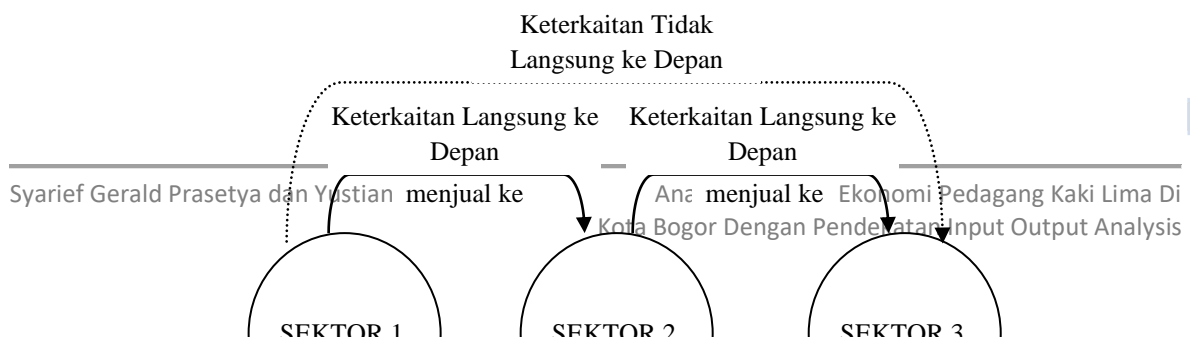 Keterkaitan Tidak
Langsung ke Depan
Keterkaitan Langsung ke
Depan
Keterkaitan Langsung ke
Depan
Syarief Gerald Prasetya dan Yustian
menjual ke
menjual ke
Ekonomi Pedagang Kaki Lima Di
Kota Bogor Dengan Pendekatan Input Output Analysis
SEKTOR 1
SEKTOR 2
SEKTOR 3